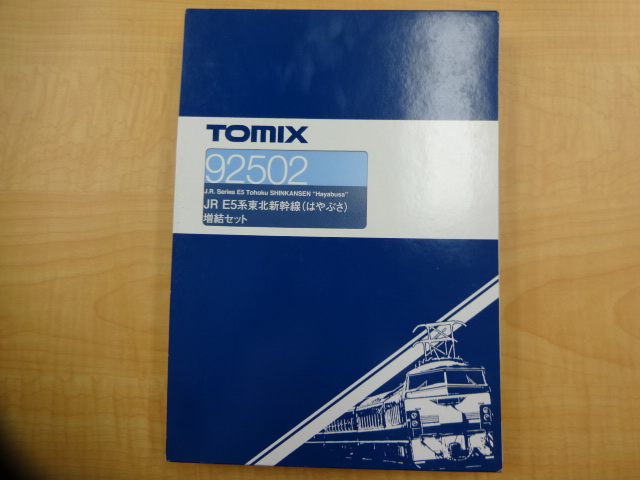 TOMIX
92502
J.R. Series E5 Tohoku SHINKANSEN "Hayabusa"
JR E5系東北新幹線(はやぶさ)
増結セット